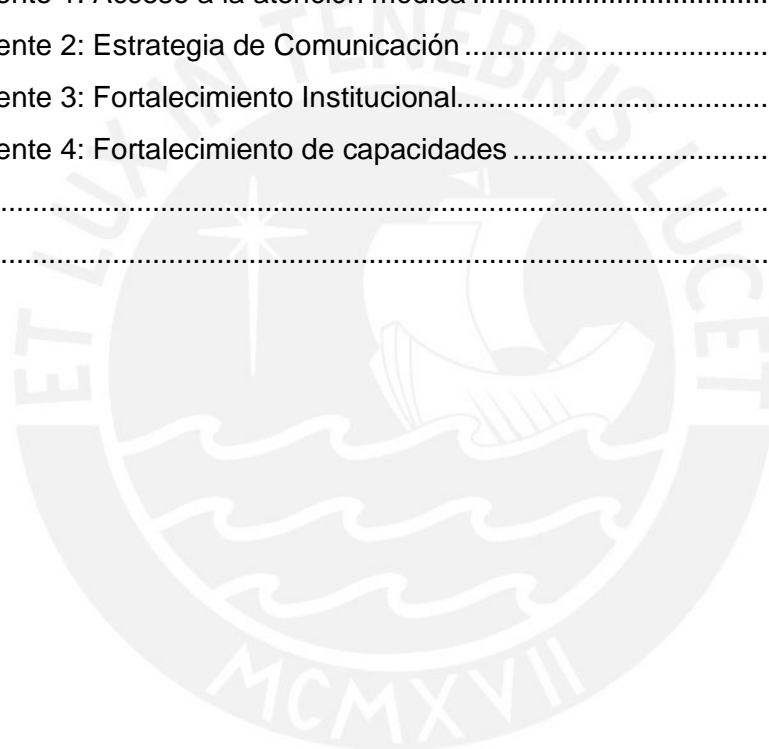 ente 1: Acceso a la atención médica ................................................
ente 2: Estrategia de Comunicación ................................................
ente 3: Fortalecimiento Institucional................................................
ente 4: Fortalecimiento de capacidades ..........................................
................................................................................................
................................................................................................
ET LUX IN TENEBRIS LUCET
MCMXVII